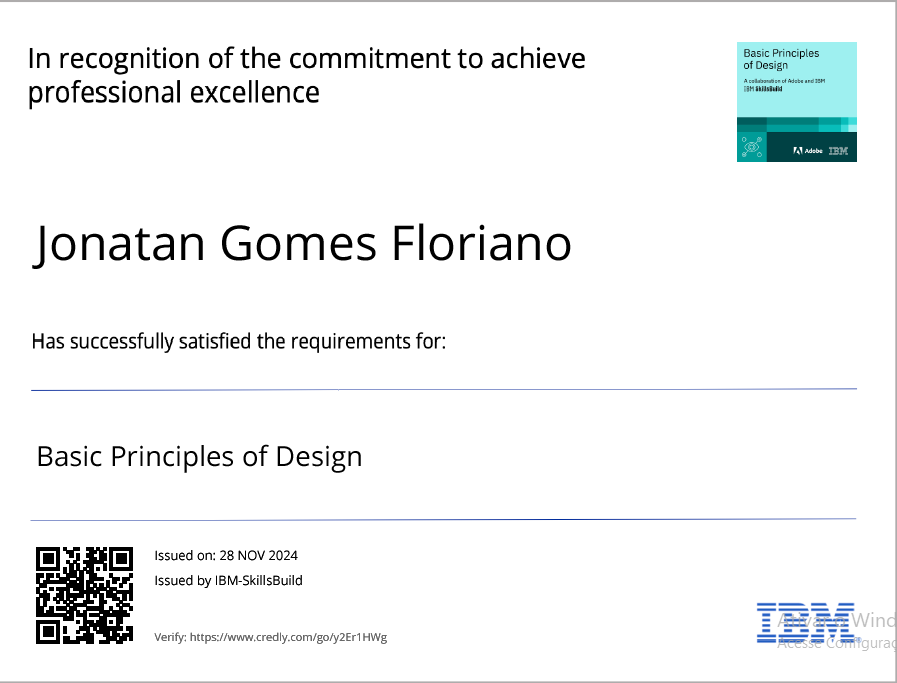 In recognition of the commitment to achieve
professional excellence
Basic Principles
of Design
A collaboration of Adobe and IBM
IBM SkillsBuild
Adobe IBM
Jonatan Gomes Floriano
Has successfully satisfied the requirements for:
Basic Principles of Design
Issued on: 28 NOV 2024
Issued by IBM-SkillsBuild
Verify: https://www.credly.com/go/y2Er1HWg
IBM
Ativar o Wind
Acesse Configuraç